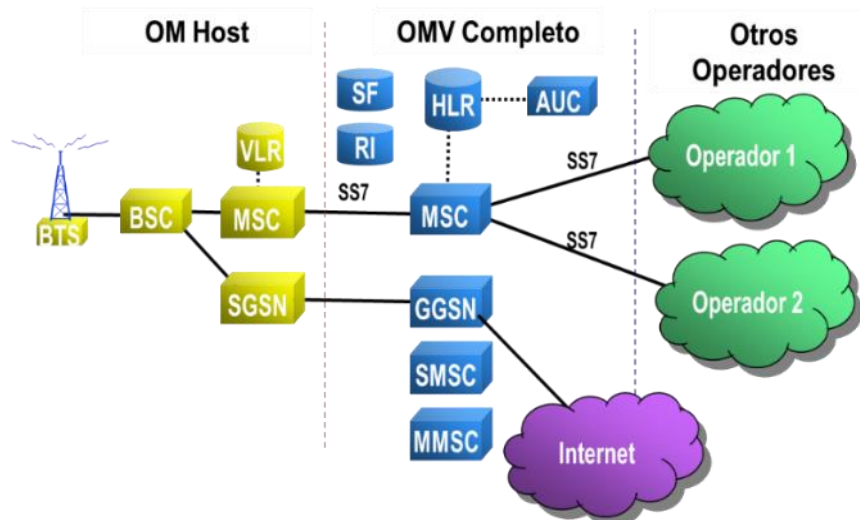 OM Host
OMV Completo
Otros
Operadores
SF
HLR
AUC
RI
VLR
SS7
SS7
Operador 1
BTS
BSC
MSC
MSC
SS7
SGSN
GGSN
Operador 2
SMSC
MMSC
Internet